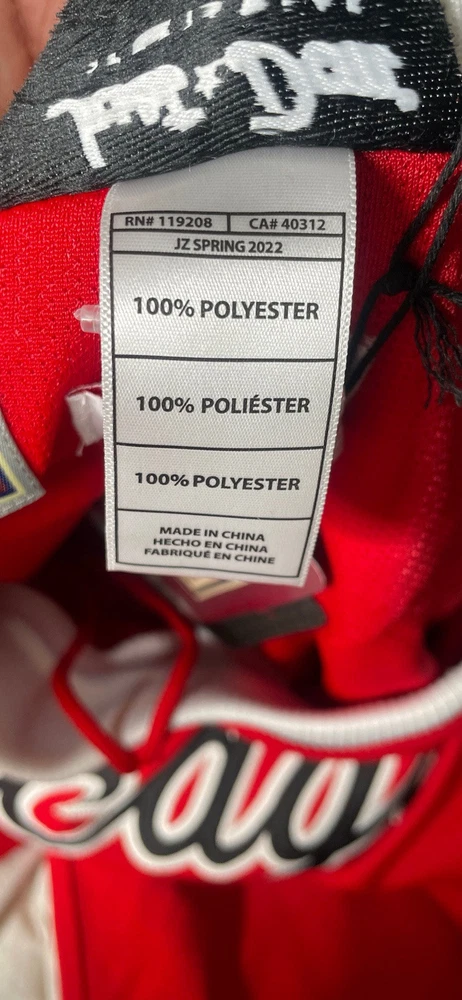 RN# 119208 CA# 40312
JZ SPRING 2022
100% POLYESTER
100% POLIÉSTER
100% POLYESTER
MADE IN CHINA
HECHO EN CHINA
FABRIQUÉ EN CHINE